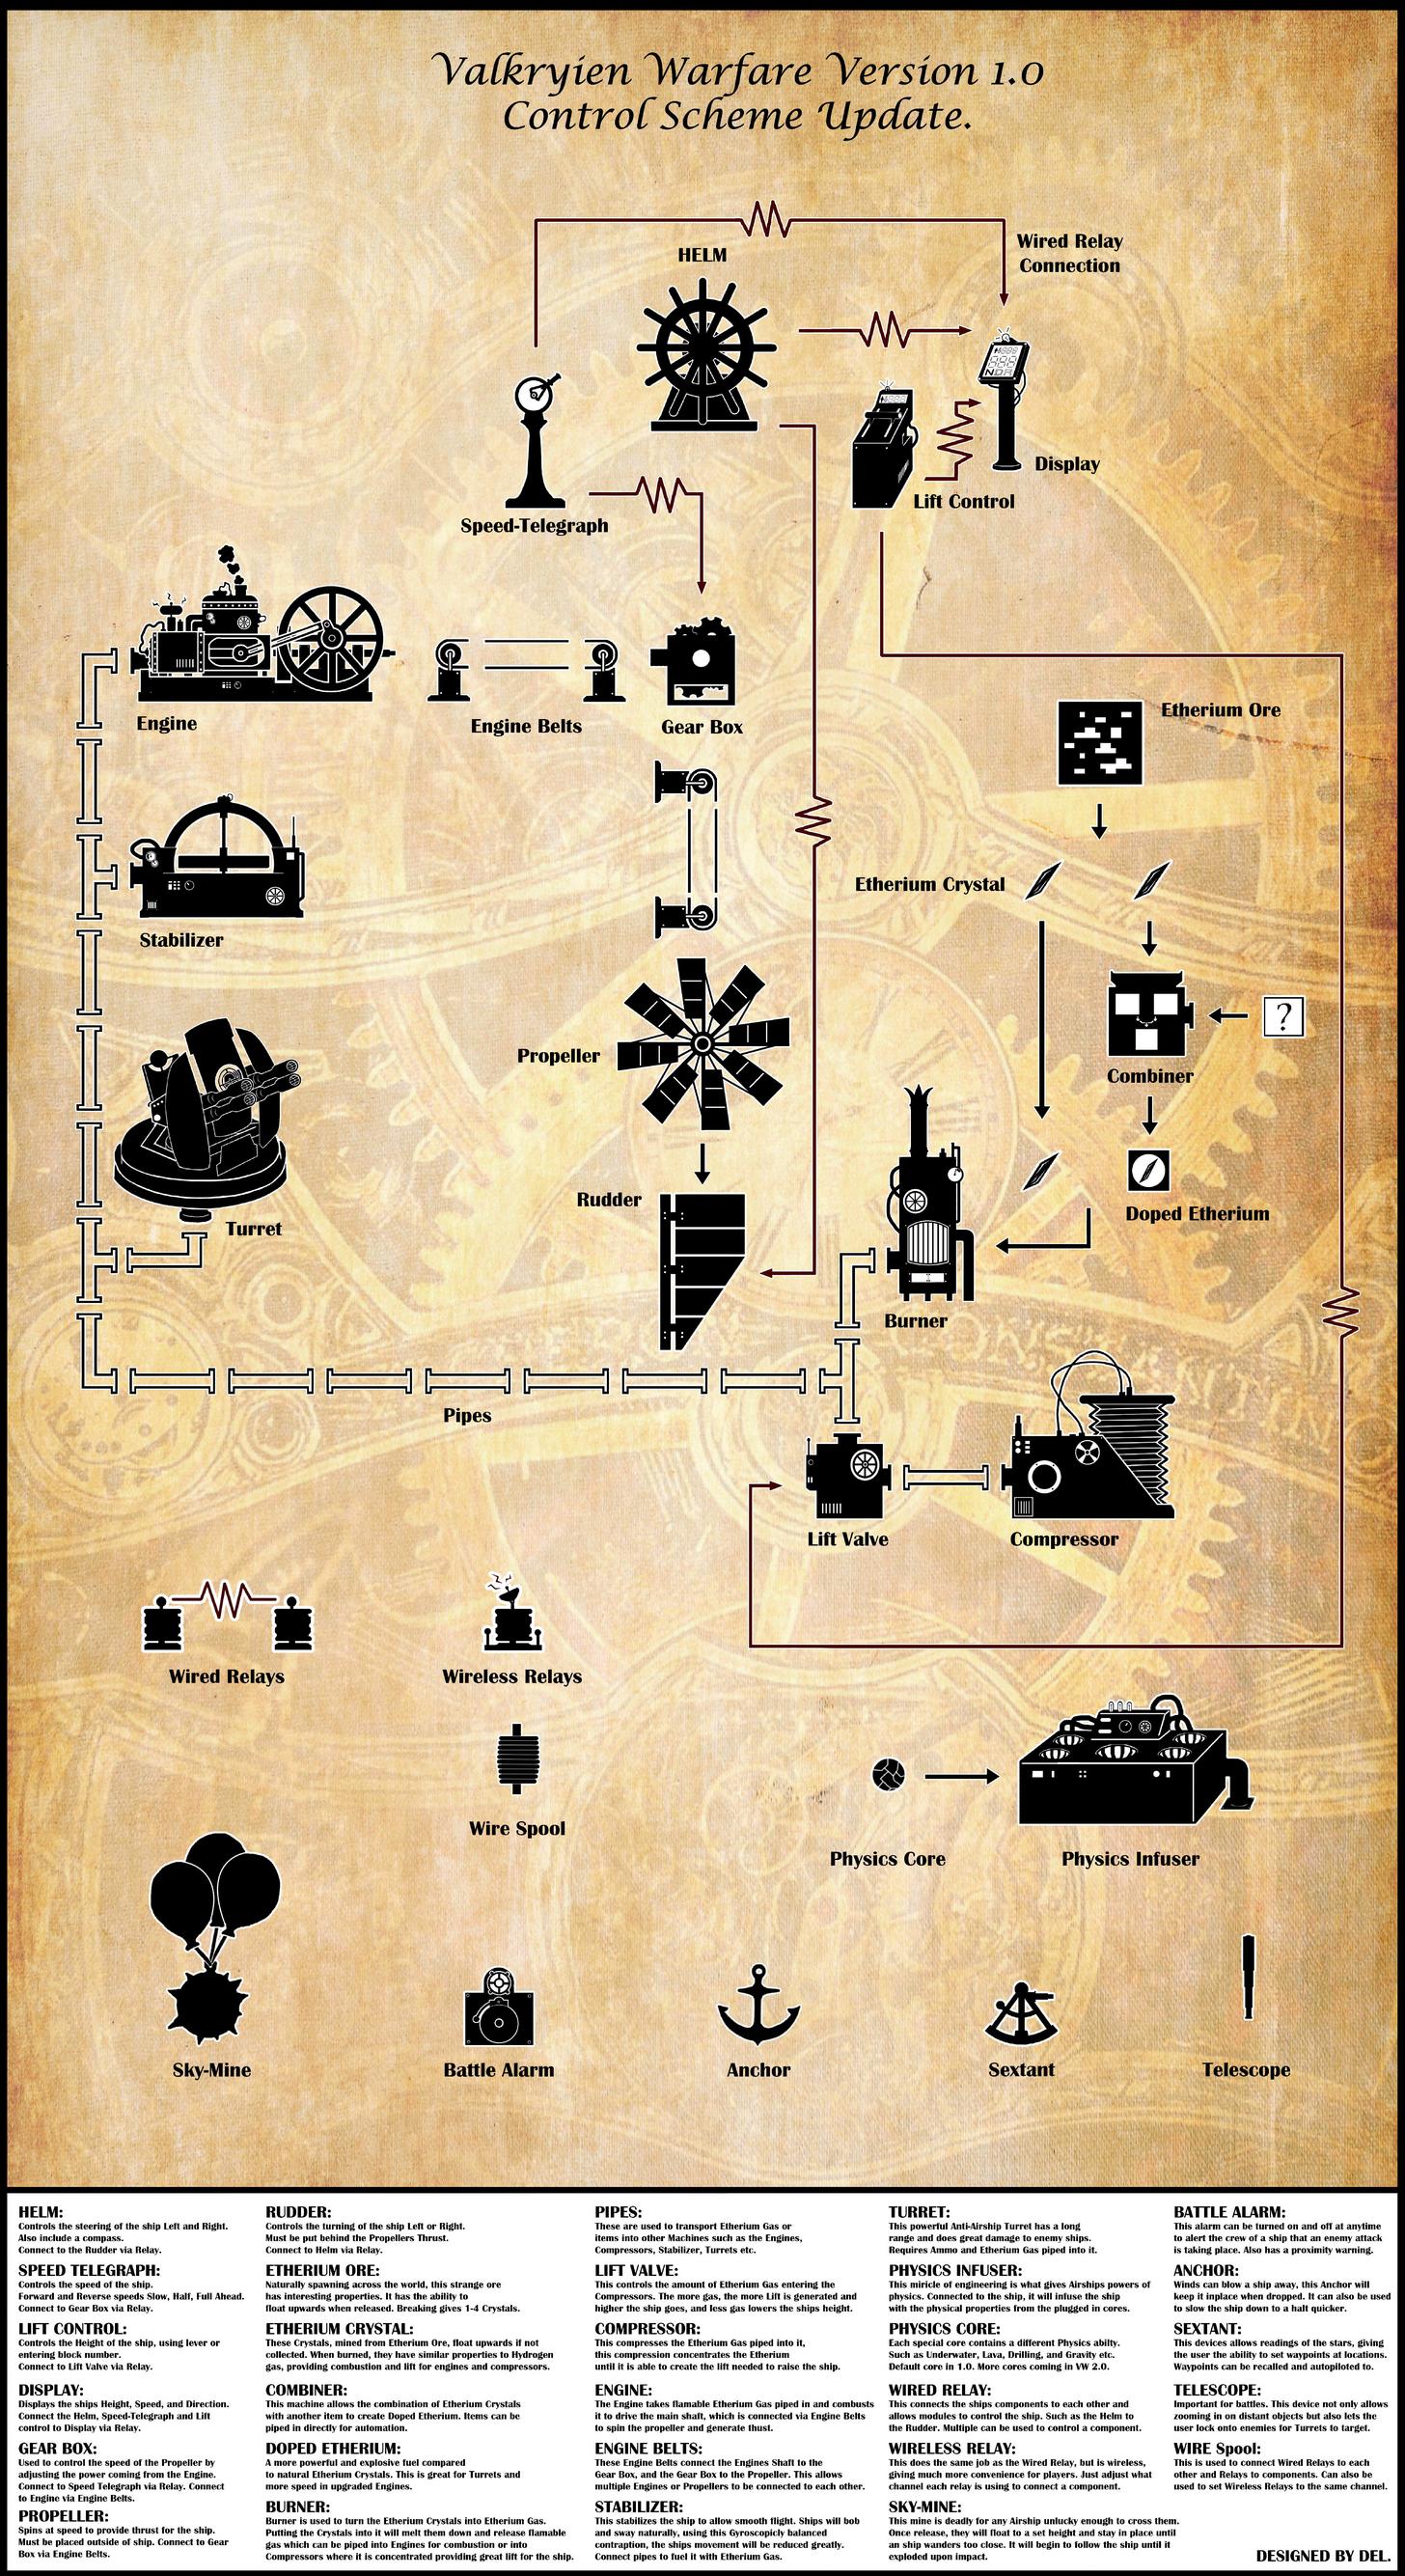 Valkryien Warfare Version 1.0
Control Scheme Update.
HELM
Wired Relay
Connection
Display
Lift Control
Speed-Telegraph
Engine
Engine Belts
Gear Box
Etherium Ore
Etherium Crystal
Stabilizer
Propeller
Combiner
?
Rudder
Turret
Doped Etherium
Burner
Pipes
Lift Valve
Compressor
Wired Relays
Wireless Relays
Wire Spool
Physics Core
Physics Infuser
Sky-Mine
Battle Alarm
Anchor
Sextant
Telescope
HELM:
Controls the steering of the ship Left and Right.
Also include a compass.
Connect to the Rudder via Relay.
SPEED TELEGRAPH:
Controls the speed of the ship.
Forward and Reverse speeds Slow, Half, Full Ahead.
Connect to Gear Box via Relay.
LIFT CONTROL:
Controls the Height of the ship, using lever or
entering block number.
Connect to Lift Valve via Relay.
DISPLAY:
Displays the ships Height, Speed, and Direction.
Connect the Helm, Speed-Telegraph and Lift
control to Display via Relay.
GEAR BOX:
Used to control the speed of the Propeller by
adjusting the power coming from the Engine.
Connect to Speed Telegraph via Relay. Connect
to Engine via Engine Belts.
PROPELLER:
Spins at speed to provide thrust for the ship.
Must be placed outside of ship. Connect to Gear
Box via Engine Belts.
RUDDER:
Controls the turning of the ship Left or Right.
Must be put behind the Propellers Thrust.
Connect to Helm via Relay.
ETHERIUM ORE:
Naturally spawning across the world, this strange ore
has interesting properties. It has the ability to
float upwards when released. Breaking gives 1-4 Crystals.
ETHERIUM CRYSTAL:
These Crystals, mined from Etherium Ore, float upwards if not
collected. When burned, they have similar properties to Hydrogen
gas, providing combustion and lift for engines and compressors.
COMBINER:
This machine allows the combination of Etherium Crystals
with another item to create Doped Etherium. Items can be
piped in directly for automation.
DOPED ETHERIUM:
A more powerful and explosive fuel compared
to natural Etherium Crystals. This is great for Turrets and
more speed in upgraded Engines.
BURNER:
Burner is used to turn the Etherium Crystals into Etherium Gas.
Putting the Crystals into it will melt them down and release flamable
gas which can be piped into Engines for combustion or into
Compressors where it is concentrated providing great lift for the ship.
PIPES:
These are used to transport Etherium Gas or
items into other Machines such as the Engines,
Compressors, Stabilizer, Turrets etc.
LIFT VALVE:
This controls the amount of Etherium Gas entering the
Compressors. The more gas, the more Lift is generated and
higher the ship goes, and less gas lowers the ships height.
COMPRESSOR:
This compresses the Etherium Gas piped into it,
this compression concentrates the Etherium
until it is able to create the lift needed to raise the ship.
ENGINE:
The Engine takes flamable Etherium Gas piped in and combusts
it to drive the main shaft, which is connected via Engine Belts
to spin the propeller and generate thust.
ENGINE BELTS:
These Engine Belts connect the Engines Shaft to the
Gear Box, and the Gear Box to the Propeller. This allows
multiple Engines or Propellers to be connected to each other.
STABILIZER:
This stabilizes the ship to allow smooth flight. Ships will bob
and sway naturally, using this Gyroscopicly balanced
contraption, the ships movement will be reduced greatly.
Connect pipes to fuel it with Etherium Gas.
TURRET:
This powerful Anti-Airship Turret has a long
range and does great damage to enemy ships.
Requires Ammo and Etherium Gas piped into it.
PHYSICS INFUSER:
This miricle of engineering is what gives Airships powers of
physics. Connected to the ship, it will infuse the ship
with the physical properties from the plugged in cores.
PHYSICS CORE:
Each special core contains a different Physics abilty.
Such as Underwater, Lava, Drilling, and Gravity etc.
Default core in 1.0. More cores coming in VW 2.0.
WIRED RELAY:
This connects the ships components to each other and
allows modules to control the ship. Such as the Helm to
the Rudder. Multiple can be used to control a component.
WIRELESS RELAY:
This does the same job as the Wired Relay, but is wireless,
giving much more convenience for players. Just adjust what
channel each relay is using to connect a component.
SKY-MINE:
This mine is deadly for any Airship unlucky enough to cross them.
Once release, they will float to a set height and stay in place until
an ship wanders too close. It will begin to follow the ship until it
exploded upon impact.
BATTLE ALARM:
This alarm can be turned on and off at anytime
to alert the crew of a ship that an enemy attack
is taking place. Also has a proximity warning.
ANCHOR:
Winds can blow a ship away, this Anchor will
keep it inplace when dropped. It can also be used
to slow the ship down to a halt quicker.
SEXTANT:
This devices allows readings of the stars, giving
the user the ability to set waypoints at locations.
Waypoints can be recalled and autopiloted to.
TELESCOPE:
Important for battles. This device not only allows
zooming in on distant objects but also lets the
user lock onto enemies for Turrets to target.
WIRE Spool:
This is used to connect Wired Relays to each
other and Relays to components. Can also be
used to set Wireless Relays to the same channel.
DESIGNED BY DEL.